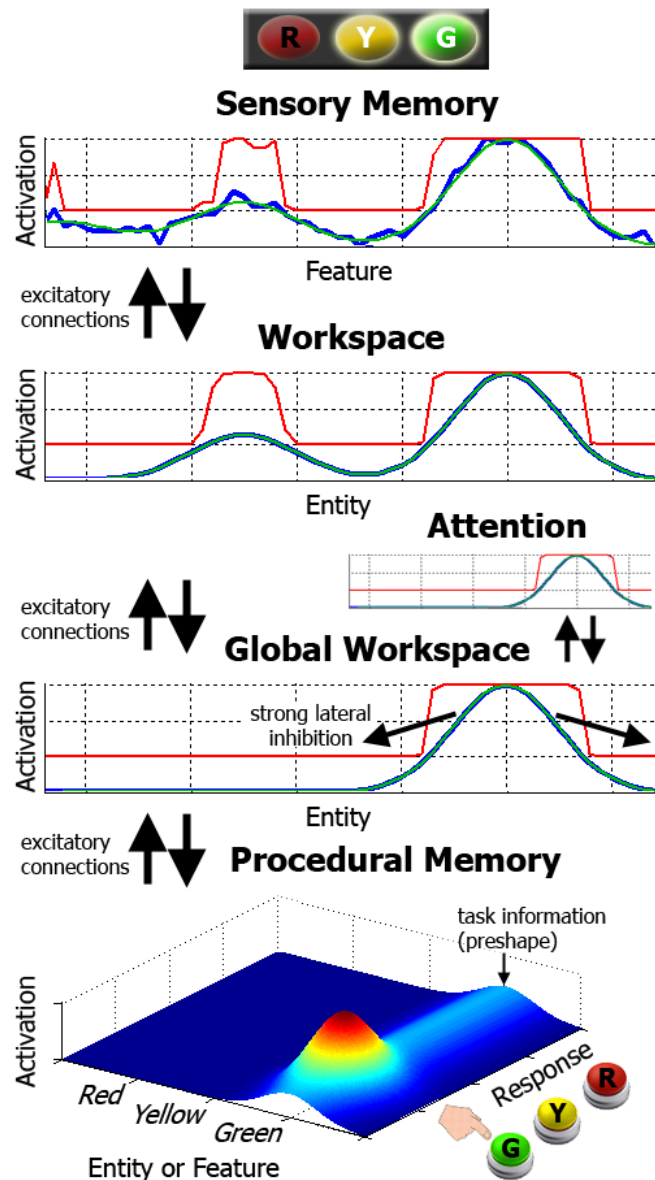 R Y G
Sensory Memory
Activation
Feature
excitatory
connections
Workspace
Activation
Entity
Attention
excitatory
connections
Global Workspace
strong lateral
inhibition
Activation
Entity
excitatory
connections
Procedural Memory
task information
(preshape)
Activation
Red
Yellow
Green
Response
R
Y
G
Entity or Feature